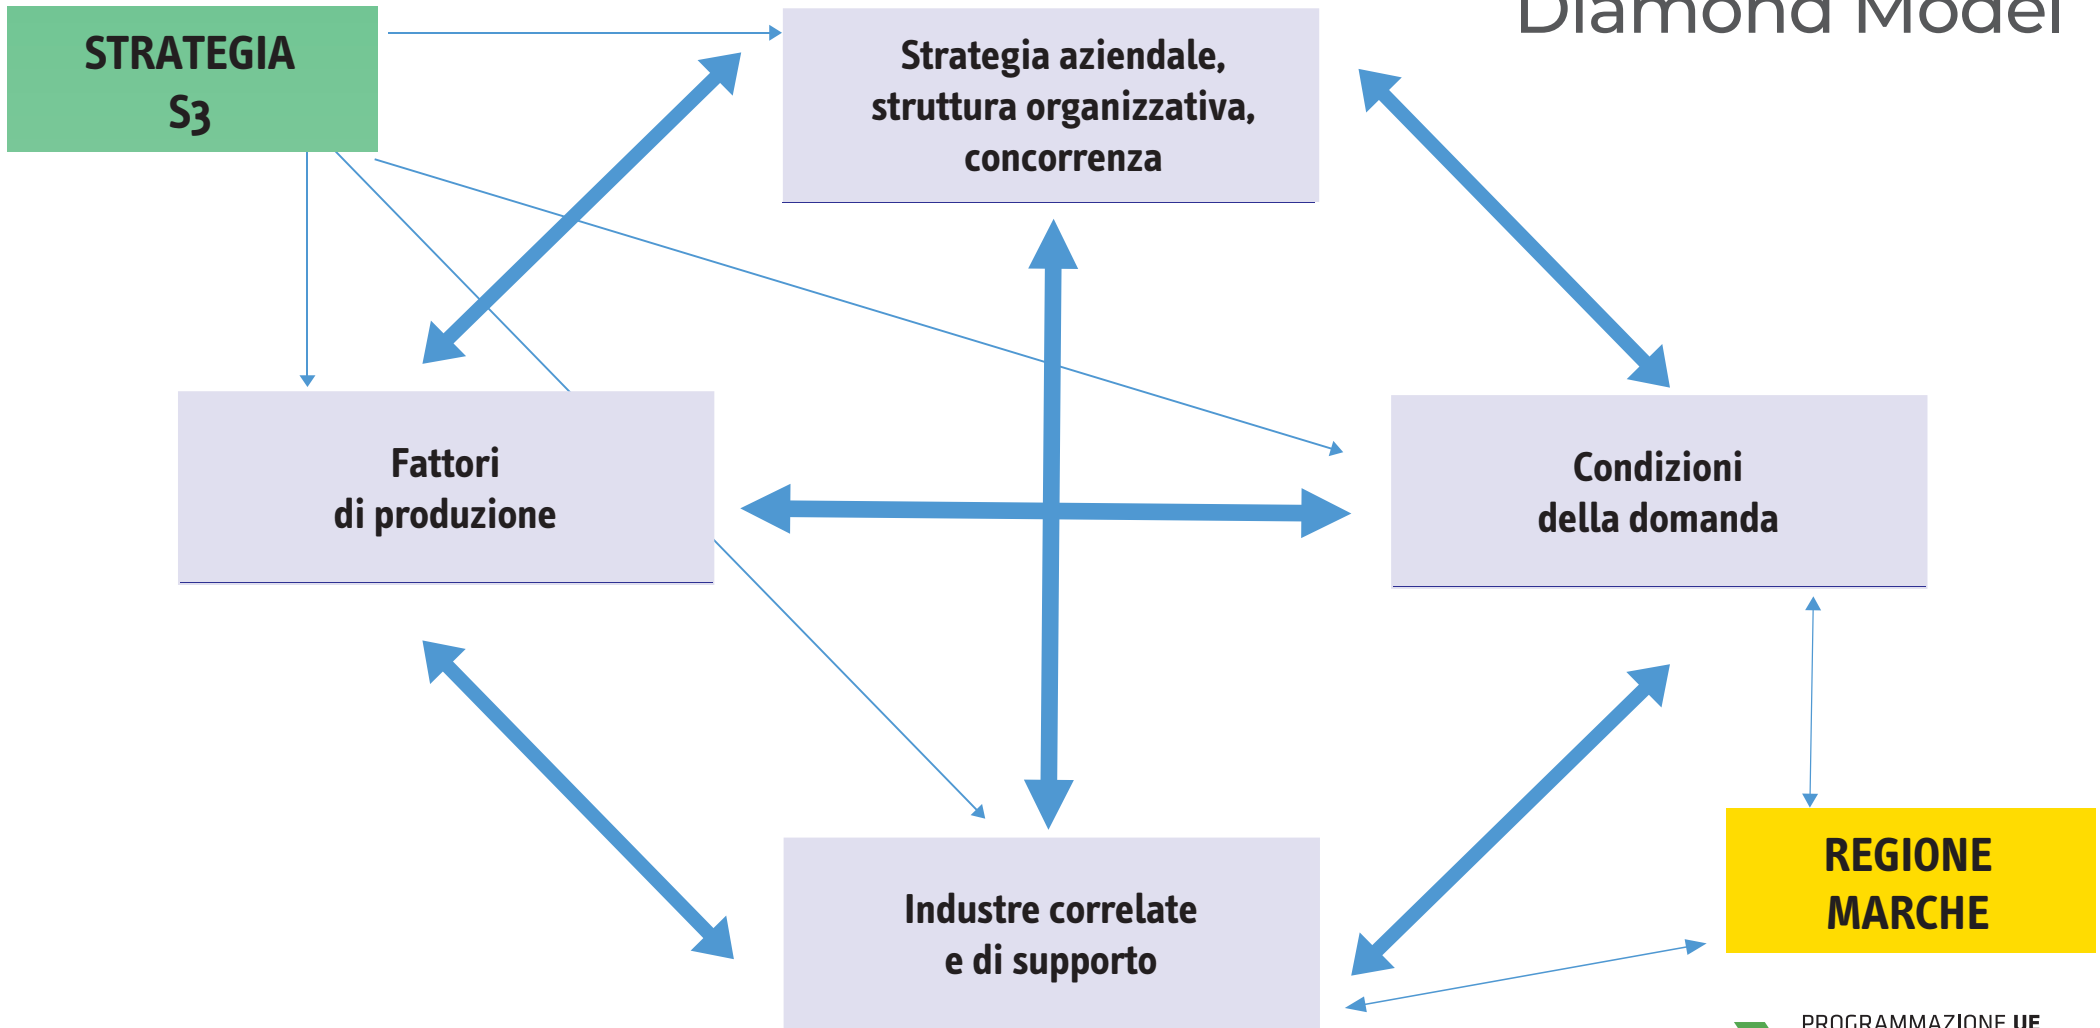 Diamond Model
STRATEGIA
S3
Strategia aziendale,
struttura organizzativa,
concorrenza
Fattori
di produzione
Condizioni
della domanda
Industre correlate
e di supporto
REGIONE
MARCHE
PROGRAMMAZIONE UE